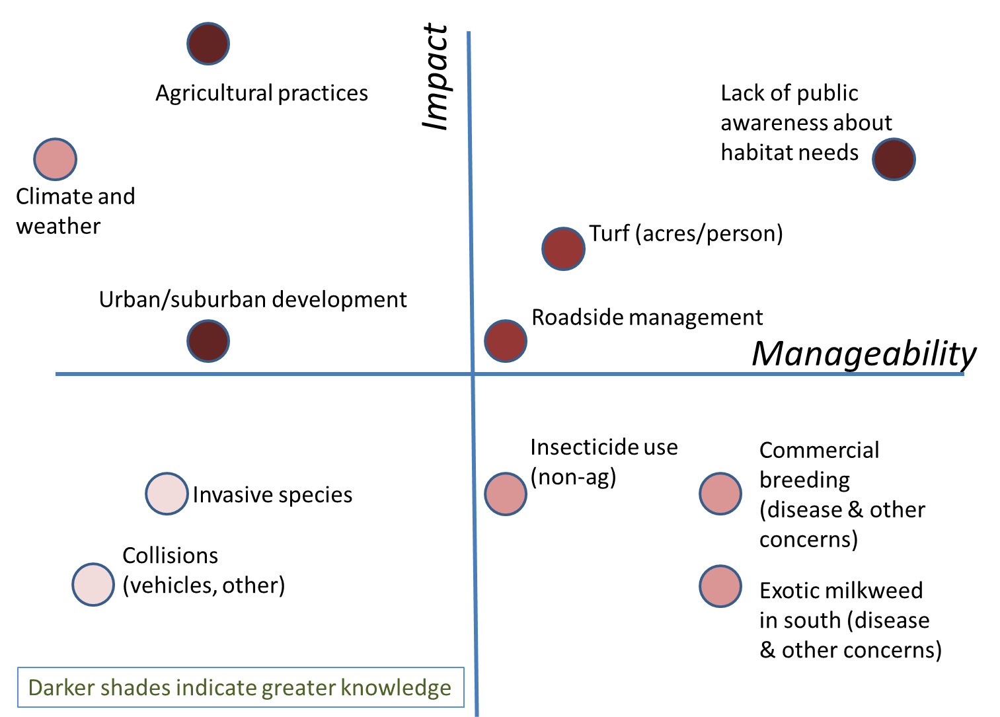 Impact
Agricultural practices
Lack of public
awareness about
habitat needs
Climate and
weather
Turf (acres/person)
Urban/suburban development
Roadside management
Manageability
Insecticide use
(non-ag)
Commercial
breeding
(disease & other
concerns)
Invasive species
Collisions
(vehicles, other)
Exotic milkweed
in south (disease
& other concerns)
Darker shades indicate greater knowledge